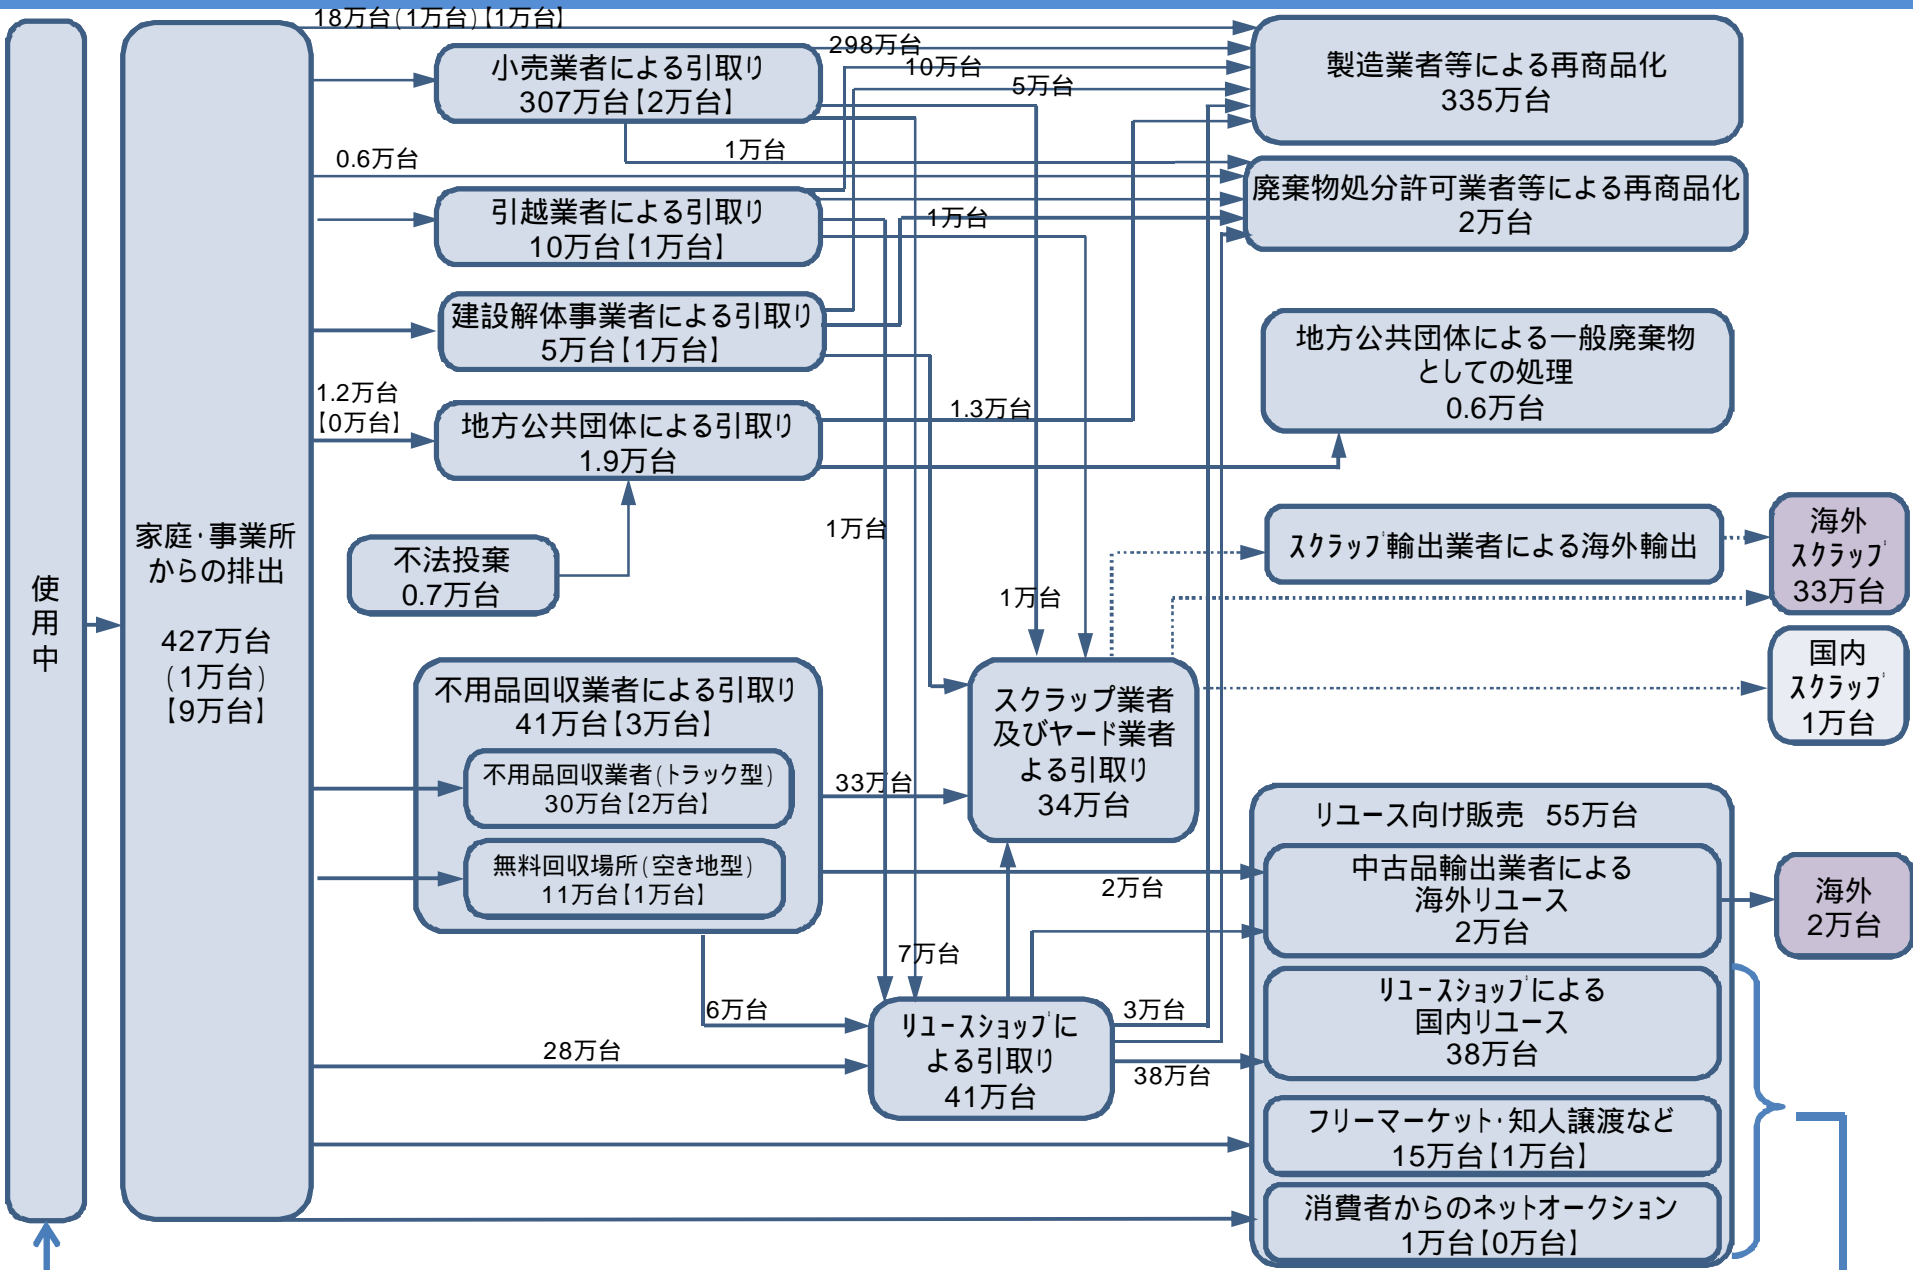 18万台(1万台)【1万台】
小売業者による引取り
307万台【2万台】
298万台
10万台
5万台
製造業者等による再商品化
335万台
1万台
0.6万台
廃棄物処分許可業者等による再商品化
2万台
引越業者による引取り
10万台【1万台】
1万台
建設解体事業者による引取り
5万台【1万台】
地方公共団体による一般廃棄物
としての処理
0.6万台
1.2万台
【0万台】
地方公共団体による引取り
1.9万台
1.3万台
使用中
家庭・事業所
からの排出
427万台
(1万台)
【9万台】
不法投棄
0.7万台
1万台
1万台
スクラップ輸出業者による海外輸出
海外
スクラップ
33万台
国内
スクラップ
1万台
不用品回収業者による引取り
41万台【3万台】
不用品回収業者(トラック型)
30万台【2万台】
無料回収場所(空き地型)
11万台【1万台】
33万台
スクラップ業者
及びヤード業者
よる引取り
34万台
リユース向け販売 55万台
中古品輸出業者による
海外リユース
2万台
2万台
海外
2万台
7万台
6万台
28万台
リユースショップに
よる引取り
41万台
3万台
38万台
リユースショップによる
国内リユース
38万台
フリーマーケット・知人譲渡など
15万台【1万台】
消費者からのネットオークション
1万台【0万台】